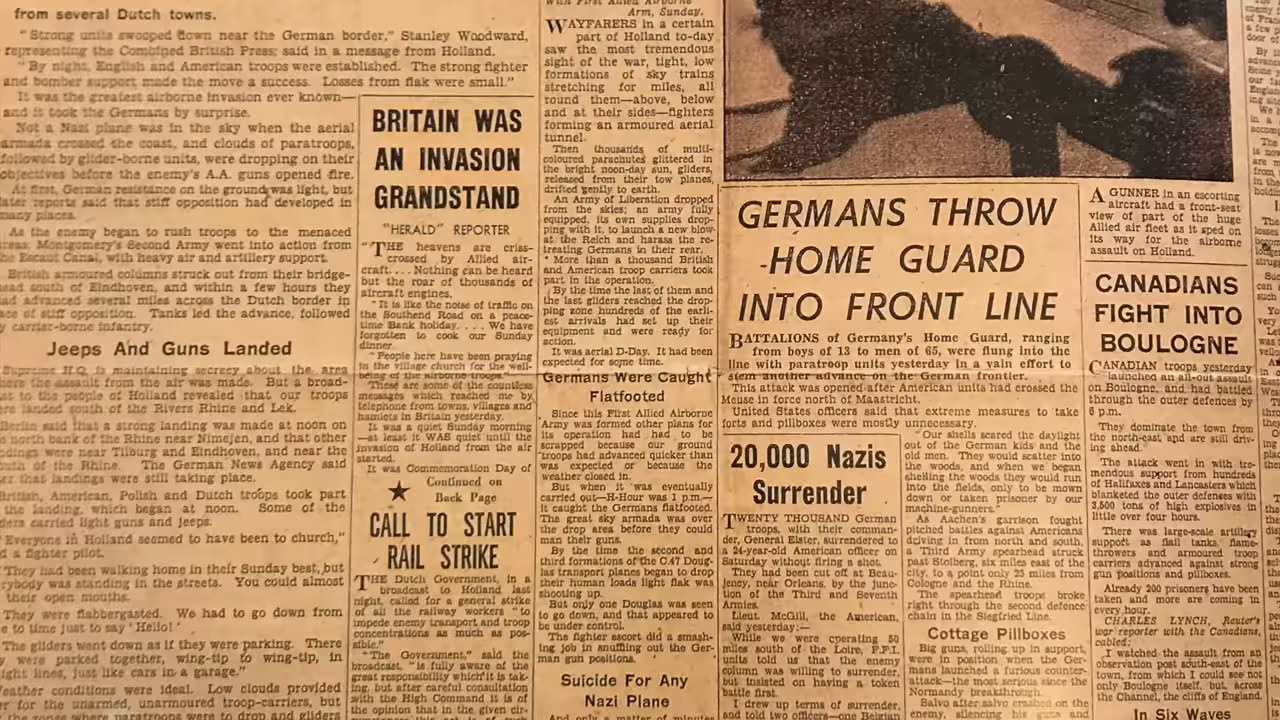 from several Dutch towns.
" Strong units swooped down near the German border," Stanley Woodward,
representing the Combined British Press, said in a message from Holland.
" By night, English and American troops were established. The strong fighter
and bomber support made the move a success. Losses from flak were small."
It was the greatest airborne invasion ever known—
and it took the Germans by surprise.
Not a Nazi plane was in the sky when the aerial
armada crossed the coast, and clouds of paratroops,
followed by glider-borne units, were dropping on their
objectives before the enemy's A.A. guns opened fire.
At first, German resistance on the ground was light, but
later reports said that stiff opposition had developed in
many places.
As the enemy began to rush troops to the menaced
areas, Montgomery's Second Army went into action from
the Escaut Canal, with heavy air and artillery support.
British armoured columns struck out from their bridge-
head south of Eindhoven, and within a few hours they
had advanced several miles across the Dutch border in
face of stiff opposition. Tanks led the advance, followed
by carrier-borne infantry.
Jeeps And Guns Landed
Supreme H.Q. is maintaining secrecy about the area
where the assault from the air was made. But a broad-
to the people of Holland revealed that our troops
were landed south of the Rivers Rhine and Lek.
Berlin said that a strong landing was made at noon on
north bank of the Rhine near Nimejen, and that other
landings were near Tilburg and Eindhoven, and near the
of the Rhine. The German News Agency said
that landings were still taking place.
British, American, Polish and Dutch troops took part
the landing, which began at noon. Some of the
gliders carried light guns and jeeps.
" Everyone in Holland seemed to have been to church,"
said a fighter pilot.
" They had been walking home in their Sunday best, but
everybody was standing in the streets. You could almost
their open mouths.
They were flabbergasted. We had to go down from
time to time just to say ' Hello! '
The gliders went down as if they were parking. There
they were parked together, wing-tip to wing-tip, in
lines, just like cars in a garage."
Weather conditions were ideal. Low clouds provided
for the unarmed, unarmoured troop-carriers, but
the zones where paratroops were to drop and gliders
BRITAIN WAS
AN INVASION
GRANDSTAND
"HERALD" REPORTER
"THE heavens are criss-
crossed by Allied air-
craft. . . . Nothing can be heard
but the roar of thousands of
aircraft engines.
" It is like the noise of traffic on
the Southend Road on a peace-
time Bank holiday. . . . We have
forgotten to cook our Sunday
dinner.
" People here have been praying
in the village church for the well-
being of the airborne troops."
These are some of the countless
messages which reached me by
telephone from towns, villages and
hamlets in Britain yesterday.
It was a quiet Sunday morning
—at least it WAS quiet until the
invasion of Holland from the air
started.
It was Commemoration Day of
★ Continued on
Back Page
CALL TO START
RAIL STRIKE
THE Dutch Government, in a
broadcast to Holland last
night, called for a general strike
of all the railway workers " to
impede enemy transport and troop
concentrations as much as pos-
sible."
" The Government," said the
broadcast, " is fully aware of the
great responsibility which it is tak-
ing, but after careful consultation
with the High Command it is of
the opinion that in the given cir-
With First Allied Airborne
Arm, Sunday.
WAYFARERS in a certain
part of Holland to-day
saw the most tremendous
sight of the war, tight, low
formations of sky trains
stretching for miles, all
round them—above, below
and at their sides—fighters
forming an armoured aerial
tunnel.
Then thousands of multi-
coloured parachutes glittered in
the bright noon-day sun, gliders,
released from their tow planes,
drifted gently to earth.
An Army of Liberation dropped
from the skies; an army fully
equipped, its own supplies drop-
ping with it, to launch a new blow
at the Reich and harass the re-
treating Germans in their rear.
More than a thousand British
and American troop carriers took
part in the operation.
By the time the last of them and
the last gliders reached the drop-
ping zone hundreds of the earli-
est arrivals had set up their
equipment and were ready for
action.
It was aerial D-Day. It had been
expected for some time.
Germans Were Caught
Flatfooted
Since this First Allied Airborne
Army was formed other plans for
its operation had had to be
scrapped because our ground
troops had advanced quicker than
was expected or because the
weather closed in.
But when it was eventually
carried out—H-Hour was 1 p.m.—
it caught the Germans flatfooted.
The great sky armada was over
the drop area before they could
man their guns.
By the time the second and
third formations of the C.47 Doug-
las transport planes began to drop
their human loads light flak was
shooting up.
But only one Douglas was seen
to go down, and that appeared to
be under control.
The fighter escort did a smash-
ing job in snuffing out the Ger-
man gun positions.
Suicide For Any
Nazi Plane
And only a matter of minutes
GERMANS THROW
HOME GUARD
INTO FRONT LINE
BATTALIONS of Germany's Home Guard, ranging
from boys of 13 to men of 65, were flung into the
line with paratroop units yesterday in a vain effort to
stem another advance on the German frontier.
This attack was opened after American units had crossed the
Meuse in force north of Maastricht.
United States officers said that extreme measures to take
forts and pillboxes were mostly unnecessary.
20,000 Nazis
Surrender
TWENTY THOUSAND German
troops, with their comman-
der, General Elster, surrendered to
a 24-year-old American officer on
Saturday without firing a shot.
They had been cut off at Beau-
jency, near Orleans, by the junc-
tion of the Third and Seventh
Armies.
Lieut. McGill, the American,
said yesterday:—
While we were operating 50
miles south of the Loire, F.F.I.
units told us that the enemy
column was willing to surrender,
but insisted on having a token
battle first.
I drew up terms of surrender,
and told two officers—one Belgian
"Our shells scared the daylight
out of the German kids and the
old men. They would scatter into
the woods, and when we began
shelling the woods they would run
into the fields, only to be mown
down or taken prisoner by our
machine-gunners."
As Aachen's garrison fought
pitched battles against Americans
driving in from north and south,
a Third Army spearhead struck
past Stolberg, six miles east of the
city, to a point only 25 miles from
Cologne and the Rhine.
The spearhead troops broke
right through the second defence
chain in the Siegfried Line.
Cottage Pillboxes
Big guns, rolling up in support,
were in position when the Ger-
mans launched a furious counter-
attack—the most serious since the
Normandy breakthrough.
Salvo after salvo crashed on the
enemy, silencing his guns and
A GUNNER in an escorting
aircraft had a front-seat
view of part of the huge
Allied air fleet as it sped on
its way for the airborne
assault on Holland.
CANADIANS
FIGHT INTO
BOULOGNE
CANADIAN troops yesterday
launched an all-out assault
on Boulogne, and had battled
through the outer defences by
6 p.m.
They dominate the town from
the north-east and are still driv-
ing ahead.
The attack went in with tre-
mendous support from hundreds
of Halifaxes and Lancasters which
blanketed the outer defences with
3,500 tons of high explosives in
little over four hours.
There was large-scale artillery
support as flail tanks, flame-
throwers and armoured troop
carriers advanced against strong
gun positions and pillboxes.
Already 200 prisoners have been
taken and more are coming in
every hour.
CHARLES LYNCH, Reuter's
war reporter with the Canadians,
cabled:
I watched the assault from an
observation post south-east of the
town, from which I could see not
only Boulogne itself, but, across
the Channel, the cliffs of England.
In Six Waves